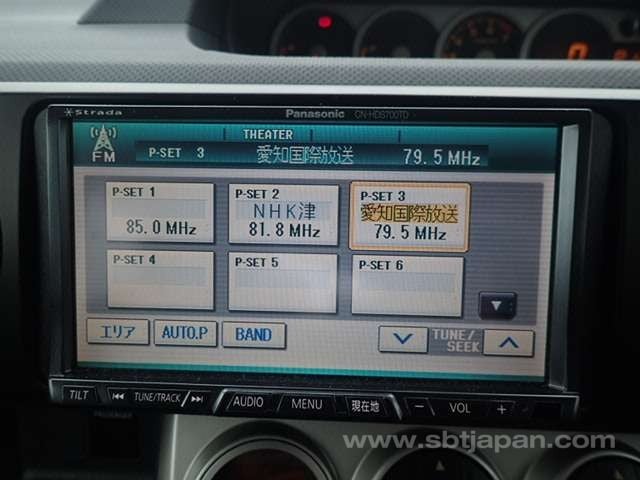 Strada Panasonic CN-HDS700TD
THEATER
FM P-SET 3 愛知国際放送 79.5 MHz
P-SET 1 P-SET 2 P-SET 3
NHK津 愛知国際放送
85.0 MHz 81.8 MHz 79.5 MHz
P-SET 4 P-SET 5 P-SET 6
エリア AUTO.P BAND TUNE/
SEEK
TILT TUNE/TRACK AUDIO MENU 現在地 − VOL +
www.sbtjapan.com